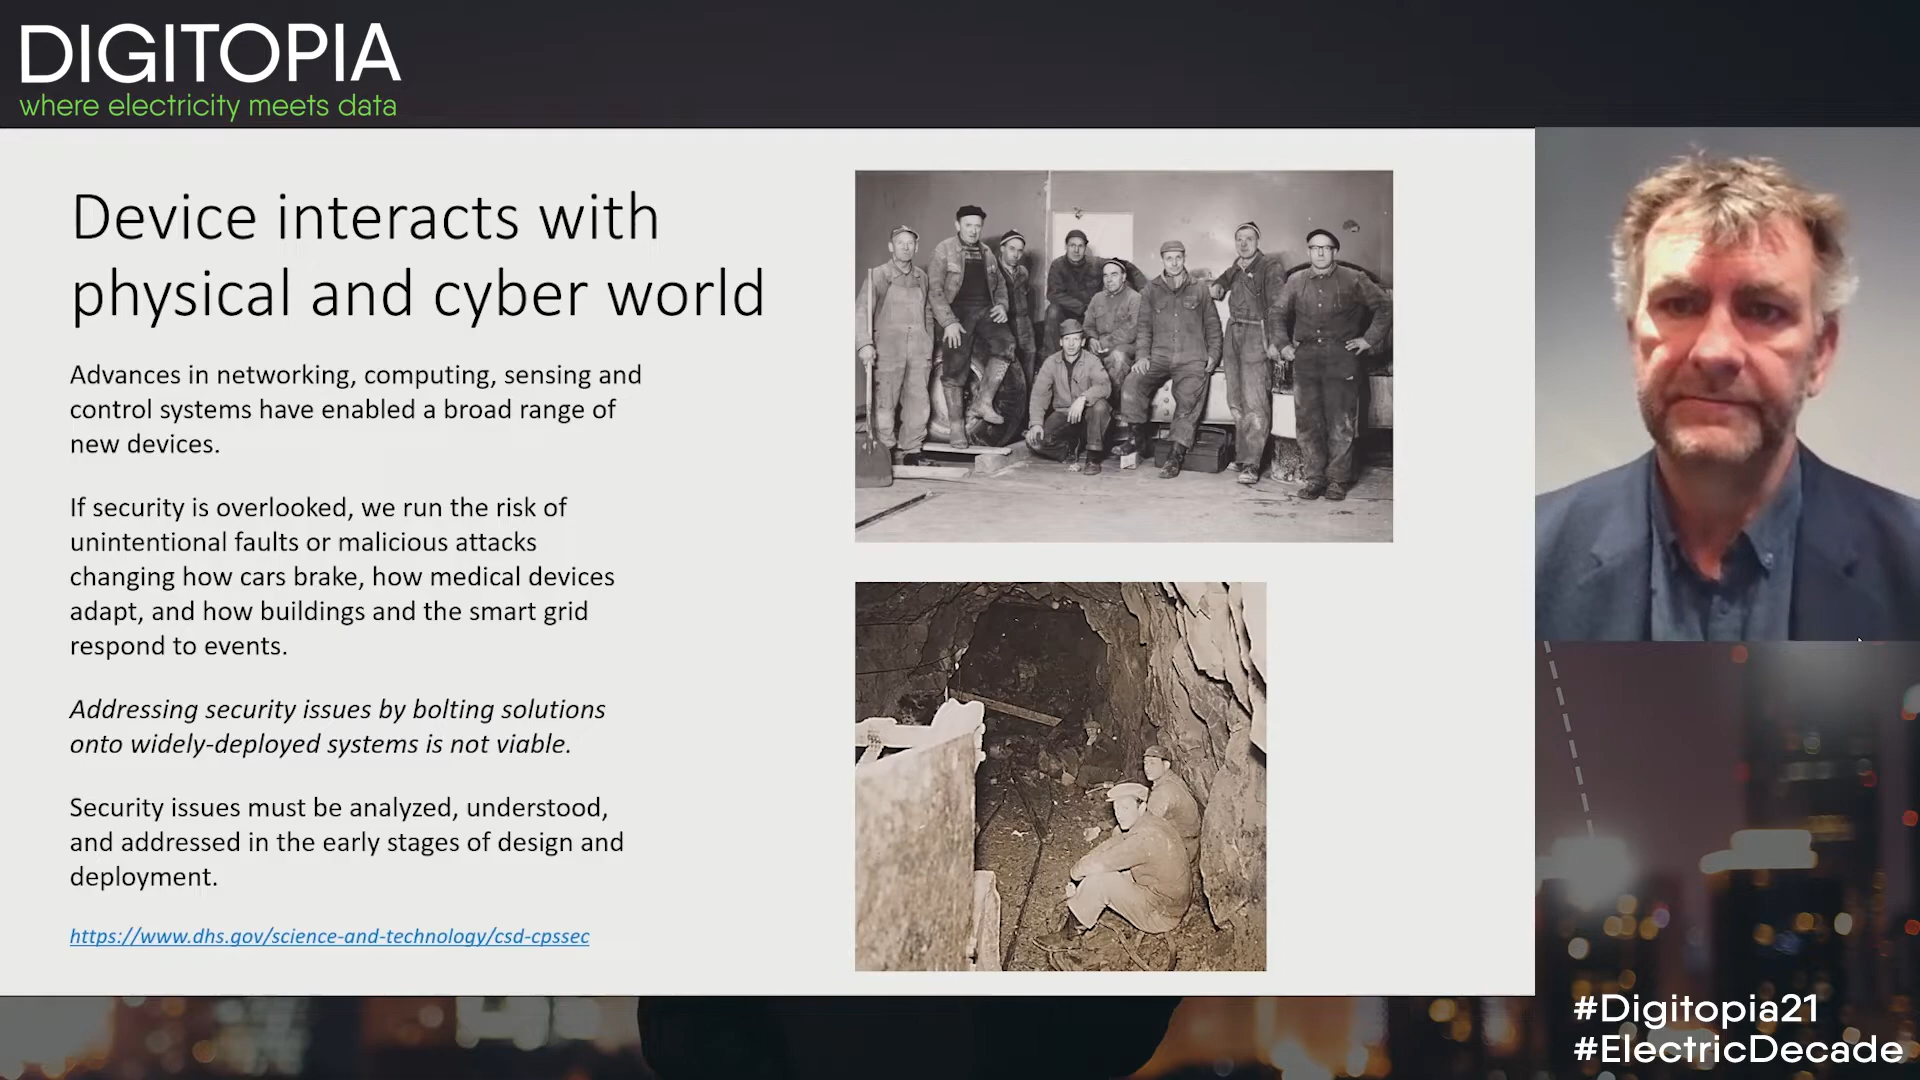 DIGITOPIA
where electricity meets data
Device interacts with
physical and cyber world
Advances in networking, computing, sensing and
control systems have enabled a broad range of
new devices.
If security is overlooked, we run the risk of
unintentional faults or malicious attacks
changing how cars brake, how medical devices
adapt, and how buildings and the smart grid
respond to events.
Addressing security issues by bolting solutions
onto widely-deployed systems is not viable.
Security issues must be analyzed, understood,
and addressed in the early stages of design and
deployment.
https://www.dhs.gov/science-and-technology/csd-cpssec
#Digitopia21
#ElectricDecade